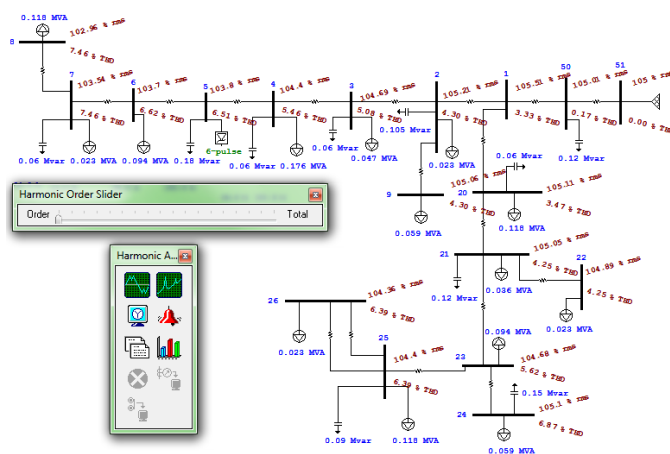 0.118 MVA
8
102.96 % rms
7.46 % THD
7
103.54 % rms
7.46 % THD
0.06 Mvar
0.023 MVA
6
103.7 % rms
6.62 % THD
0.094 MVA
5
103.8 % rms
6.51 % THD
0.18 Mvar
6-pulse
4
104.4 % rms
5.46 % THD
0.06 Mvar
0.176 MVA
3
104.69 % rms
5.08 % THD
0.06 Mvar
0.047 MVA
2
105.21 % rms
4.30 % THD
0.105 Mvar
0.023 MVA
1
105.51 % rms
3.33 % THD
50
105.01 % rms
0.17 % THD
0.12 Mvar
51
105 % rms
0.00 % THD
9
105.06 % rms
4.30 % THD
0.059 MVA
0.06 Mvar
20
105.11 % rms
3.47 % THD
0.118 MVA
21
105.05 % rms
4.25 % THD
0.12 Mvar
0.036 MVA
22
104.89 % rms
4.25 % THD
0.023 MVA
0.094 MVA
23
104.68 % rms
5.62 % THD
0.15 Mvar
24
105.1 % rms
6.87 % THD
0.059 MVA
25
104.4 % rms
6.39 % THD
0.09 Mvar
0.118 MVA
26
104.36 % rms
6.39 % THD
0.023 MVA
Harmonic Order Slider
Order
Total
Harmonic A...